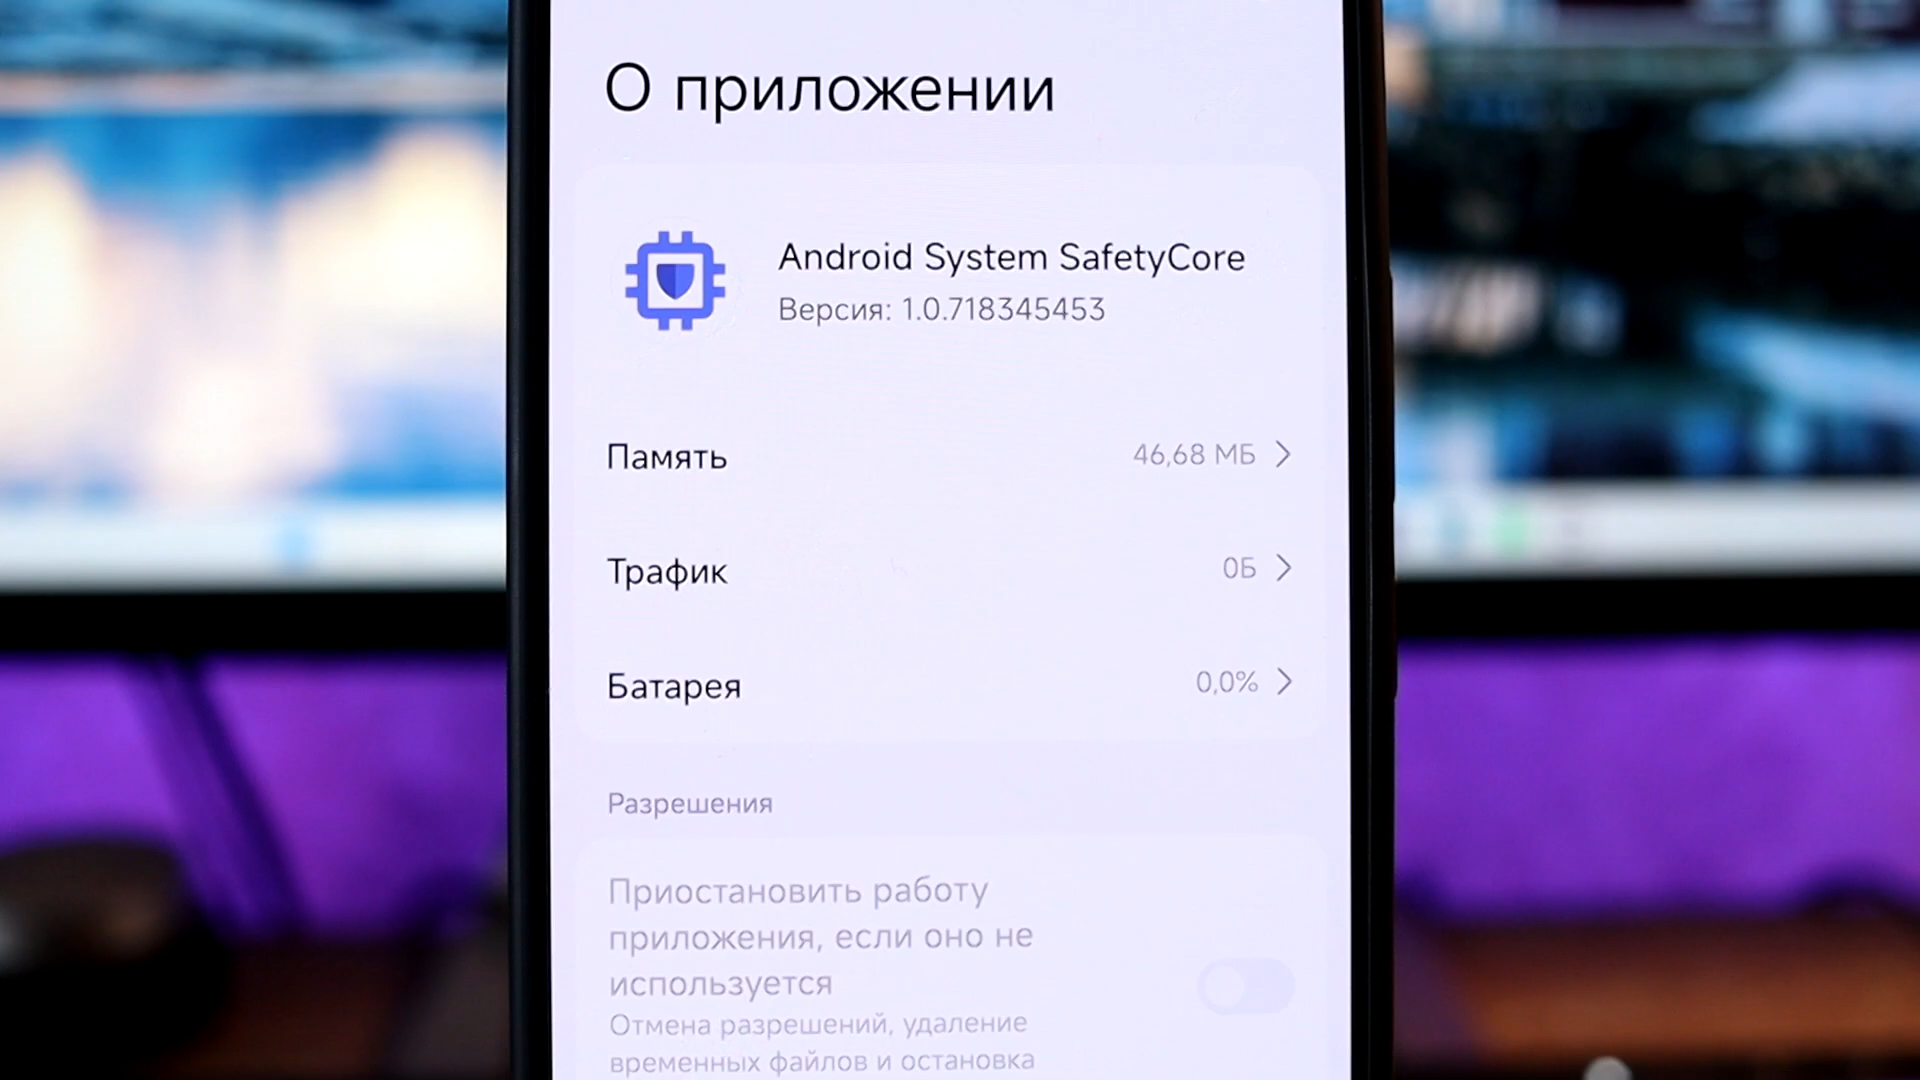 О приложении
Android System SafetyCore
Версия: 1.0.718345453
Память 46,68 МБ
Трафик 0Б
Батарея 0,0%
Разрешения
Приостановить работу
приложения, если оно не
используется
Отмена разрешений, удаление
временных файлов и остановка